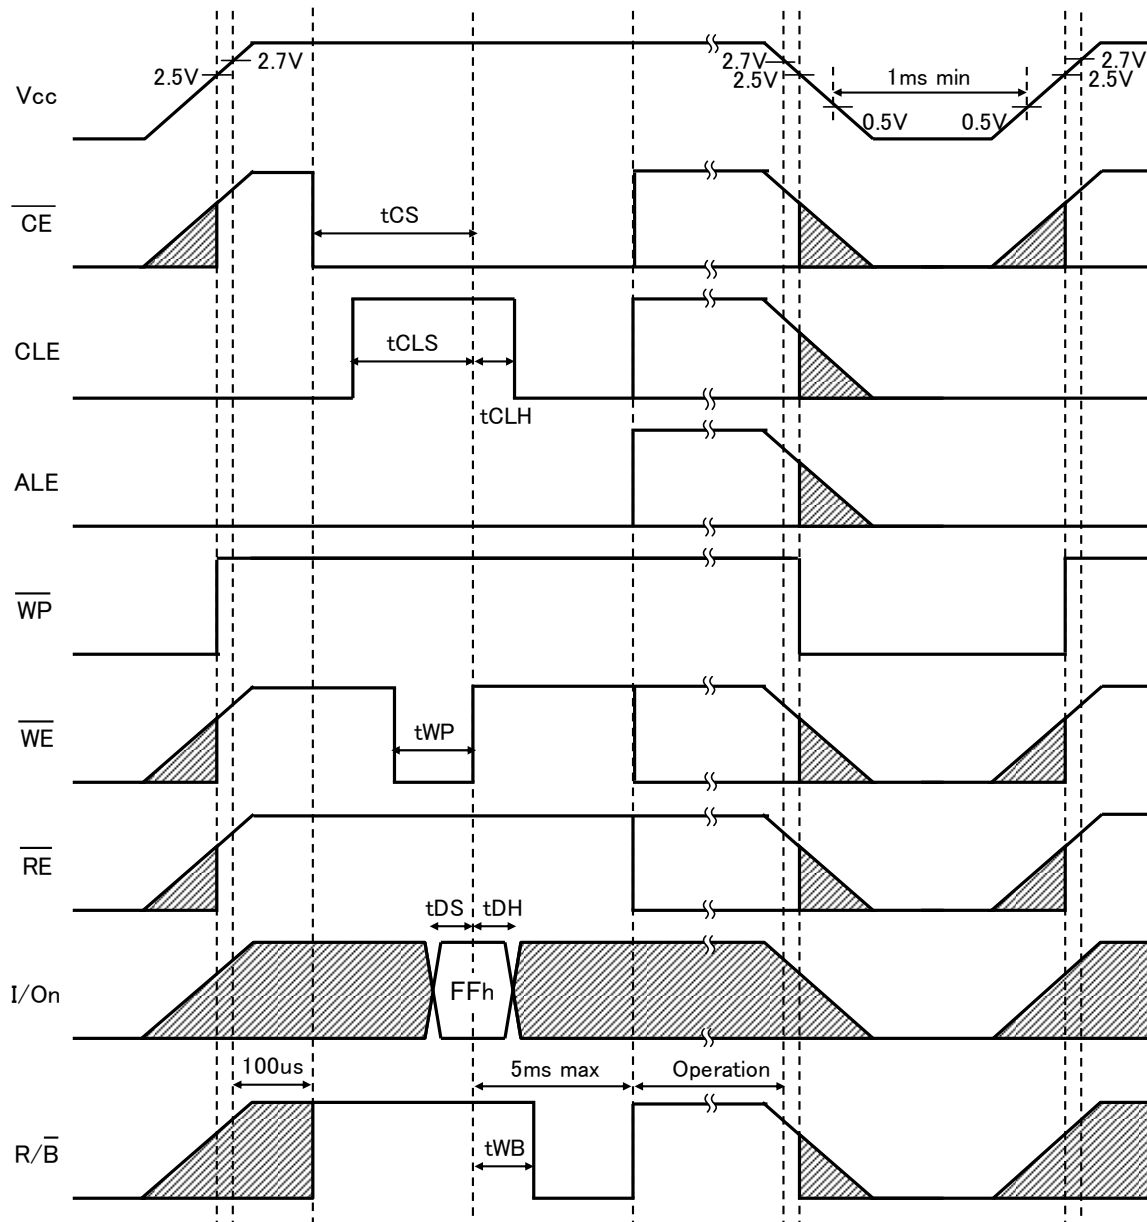 2.7V
2.5V
Vcc
2.7V
2.5V
1ms min
0.5V
0.5V
2.7V
2.5V
CE
tCS
CLE
tCLS
tCLH
ALE
WP
WE
tWP
RE
tDS
tDH
I/On
FFh
100us
5ms max
Operation
R/B
tWB